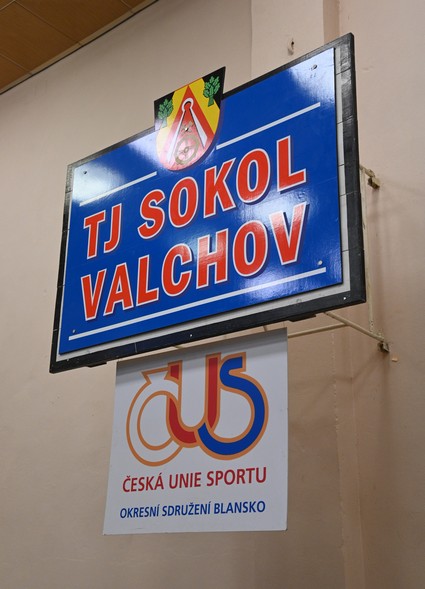 TJ SOKOL
VALCHOV
ČUS
ČESKÁ UNIE SPORTU
OKRESNÍ SDRUŽENÍ BLANSKO